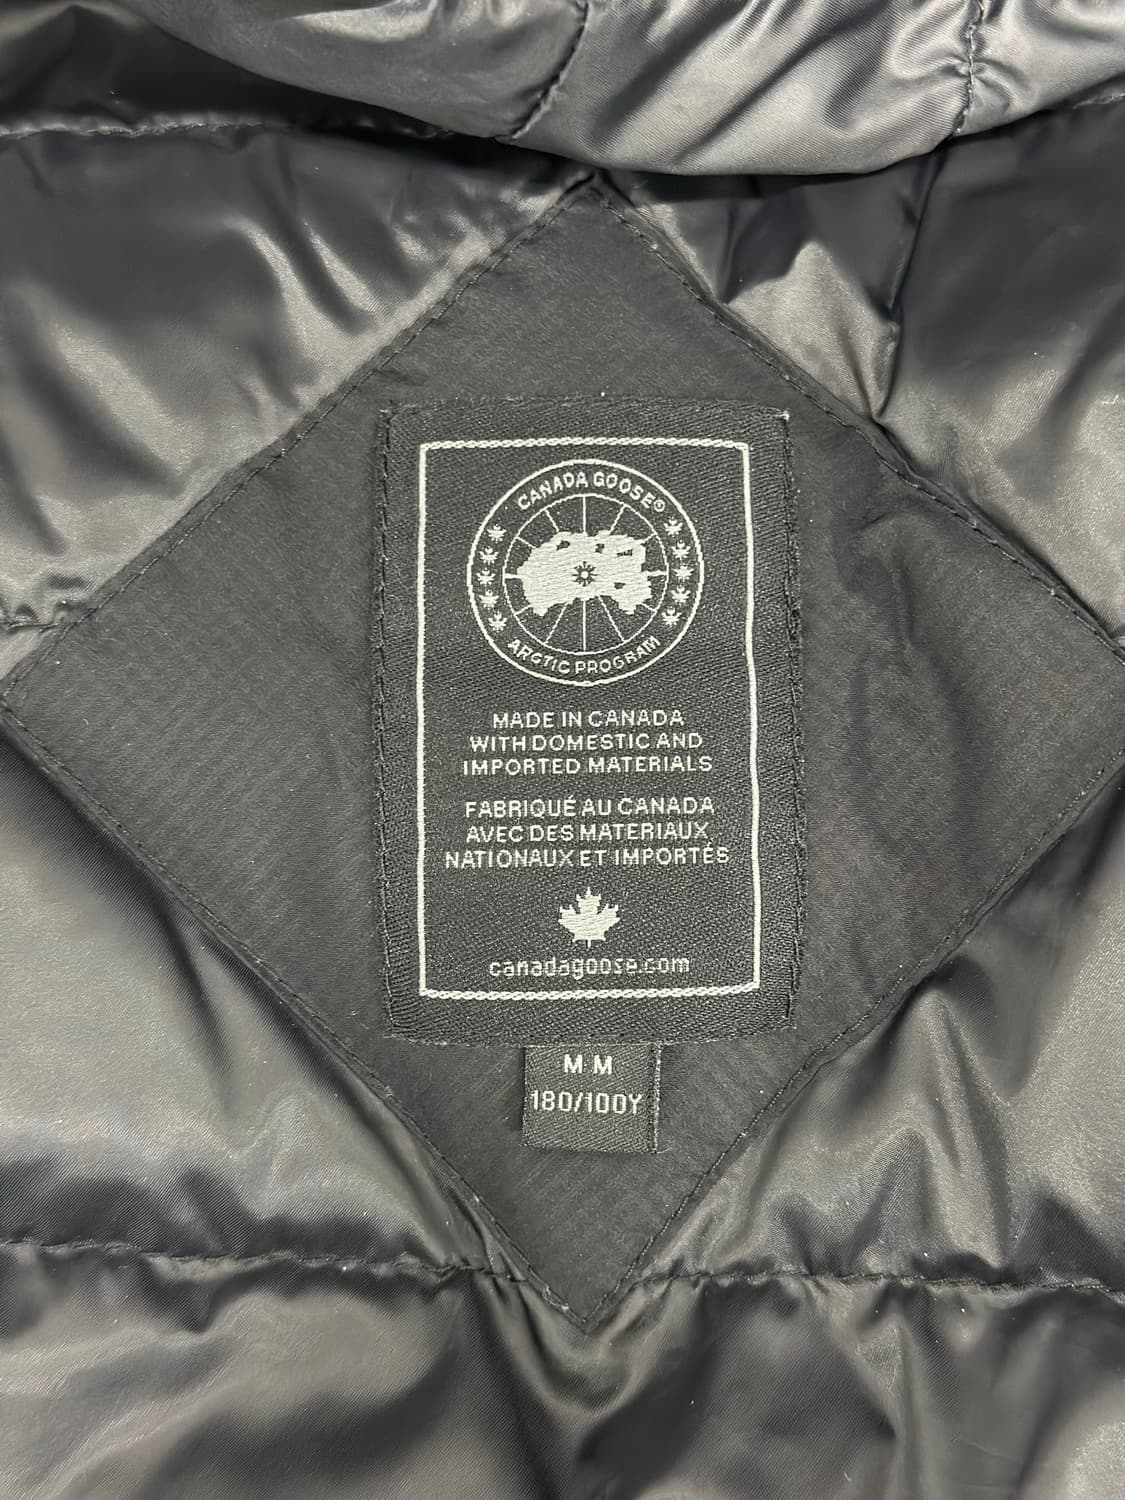 CANADA GOOSE®
ARCTIC PROGRAM
MADE IN CANADA
WITH DOMESTIC AND
IMPORTED MATERIALS
FABRIQUÉ AU CANADA
AVEC DES MATERIAUX
NATIONAUX ET IMPORTÉS
canadagoose.com
M M
180/100Y